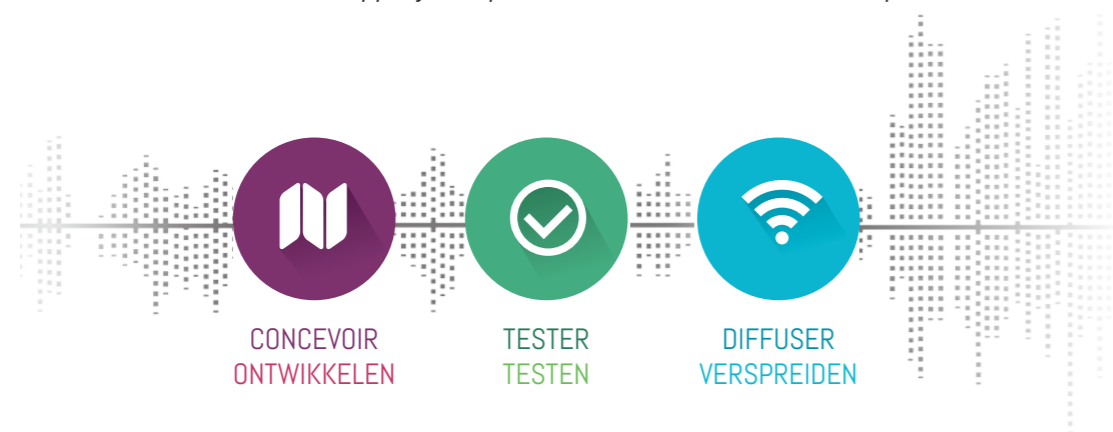 CONCEVOIR
ONTWIKKELEN
TESTER
TESTEN
DIFFUSER
VERSPREIDEN